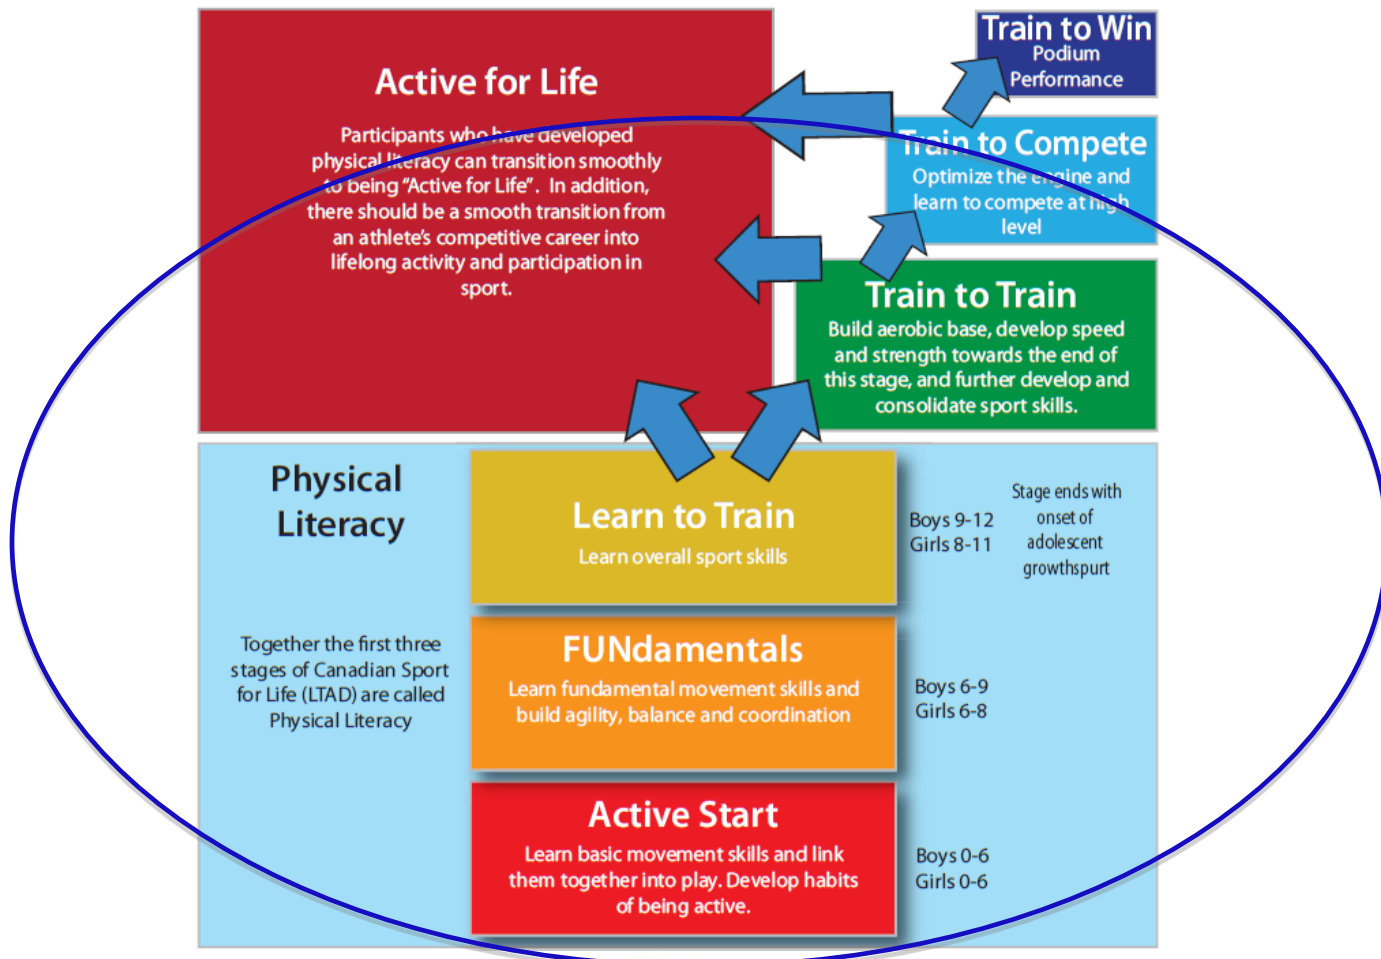 Train to Win
Podium
Performance
Active for Life
Participants who have developed
physical literacy can transition smoothly
to being “Active for Life”.  In addition,
there should be a smooth transition from
an athlete’s competitive career into
lifelong activity and participation in
sport.
Train to Compete
Optimize the engine and
learn to compete at high
level
Train to Train
Build aerobic base, develop speed
and strength towards the end of
this stage, and further develop and
consolidate sport skills.
Physical
Literacy
Together the first three
stages of Canadian Sport
for Life (LTAD) are called
Physical Literacy
Learn to Train
Learn overall sport skills
Boys 9-12
Girls 8-11
Stage ends with
onset of
adolescent
growthspurt
FUNdamentals
Learn fundamental movement skills and
build agility, balance and coordination
Boys 6-9
Girls 6-8
Active Start
Learn basic movement skills and link
them together into play. Develop habits
of being active.
Boys 0-6
Girls 0-6